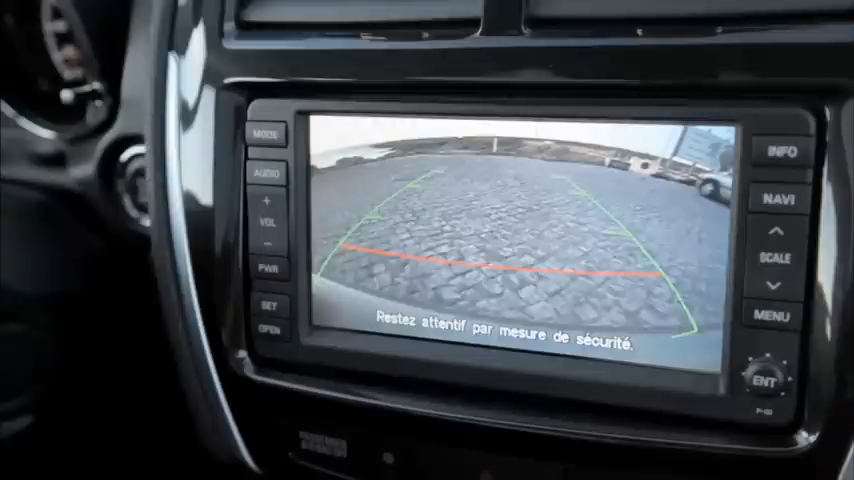 MODE
AUDIO
+
VOL
−
PWR
SET
OPEN
Restez attentif par mesure de sécurité.
INFO
NAVI
SCALE
MENU
ENT